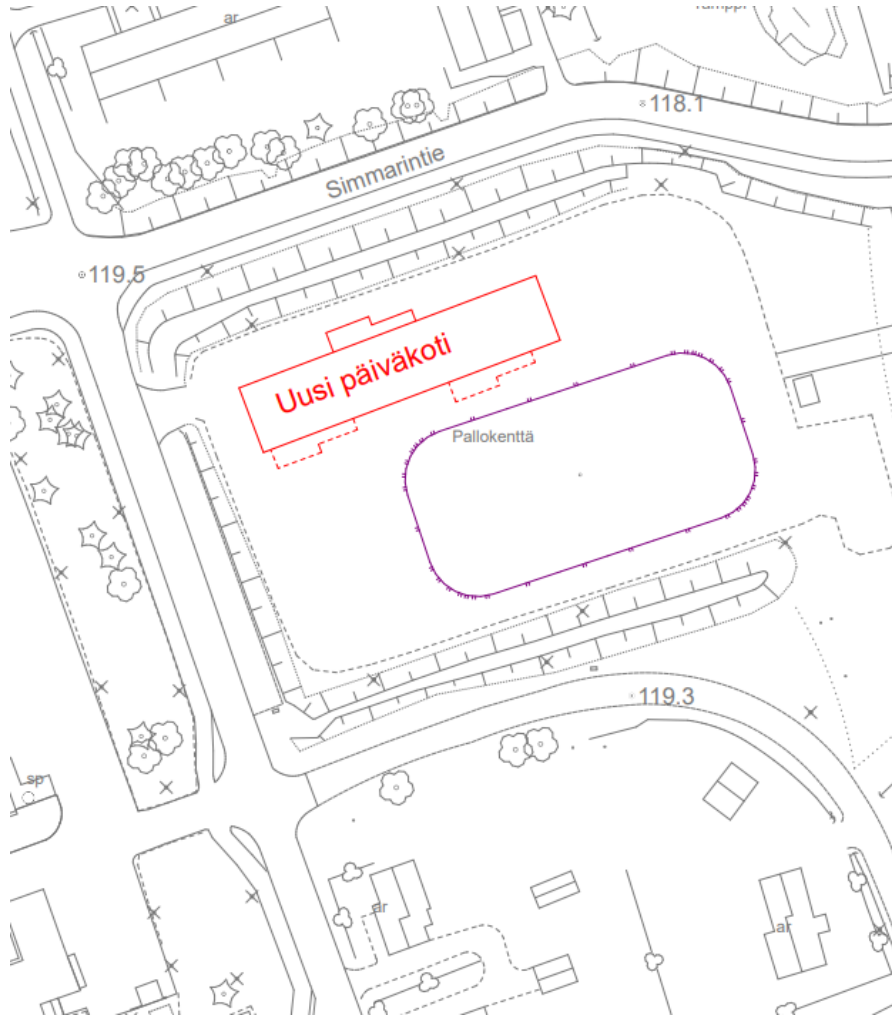 ar
118.1
Simmarintie
119.5
Uusi päiväkoti
Pallokenttä
119.3
sp
ar
ar